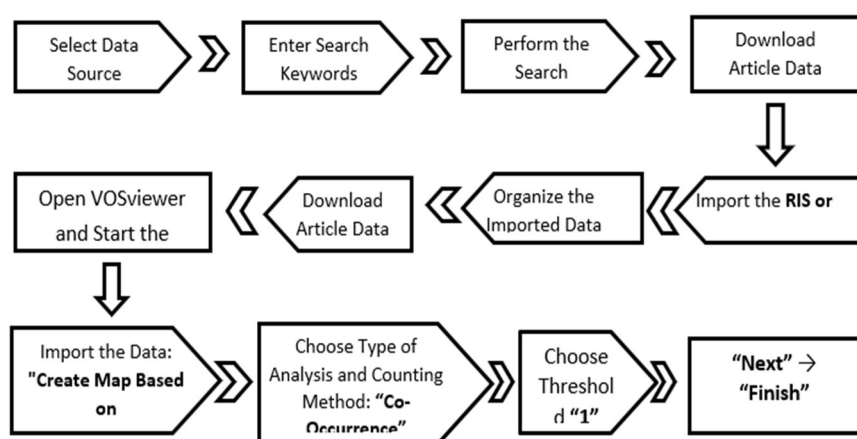 Select Data
Source
Enter Search
Keywords
Perform the
Search
Download
Article Data
Import the RIS or
Organize the
Imported Data
Download
Article Data
Open VOSviewer
and Start the
Import the Data:
"Create Map Based
on
Choose Type of
Analysis and Counting
Method: “Co-
Occurrence”
Choose
Threshol
d “1”
“Next” →
“Finish”